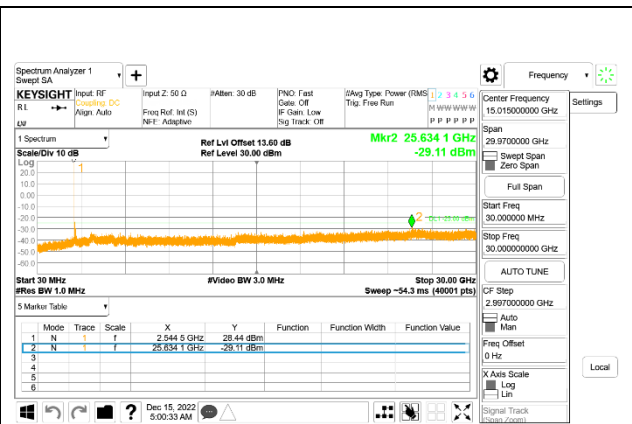 Spectrum Analyzer 1
Swept SA
+
Frequency
KEYSIGHT
Input: RF
Coupling: DC
Align: Auto
Input Z: 50 Ω
Freq Ref: Int (S)
NFE: Adaptive
#Atten: 30 dB
PNO: Fast
Gate: Off
IF Gain: Low
Sig Track: Off
#Avg Type: Power (RMS
Trig: Free Run
1 2 3 4 5 6
M W W W W W
P P P P P P
RL
1 Spectrum
Scale/Div 10 dB
Ref Lvl Offset 13.60 dB
Ref Level 30.00 dBm
Mkr2 25.634 1 GHz
-29.11 dBm
Log
20.0
10.0
0.00
-10.0
-20.0
-30.0
-40.0
-50.0
-60.0
1
2
Start 30 MHz
#Res BW 1.0 MHz
#Video BW 3.0 MHz
Stop 30.00 GHz
Sweep ~54.3 ms (40001 pts)
5 Marker Table
Mode Trace Scale X Y Function Function Width Function Value
1 N 1 f 2.544 5 GHz 28.44 dBm
2 N 1 f 25.634 1 GHz -29.11 dBm
3
4
5
6
?
Dec 15, 2022
5:00:33 AM
Center Frequency
15.015000000 GHz
Settings
Span
29.9700000 GHz
Swept Span
Zero Span
Full Span
Start Freq
30.000000 MHz
Stop Freq
30.000000000 GHz
AUTO TUNE
CF Step
2.997000000 GHz
Auto
Man
Freq Offset
0 Hz
X Axis Scale
Log
Lin
Local
Signal Track
(Span Zoom)